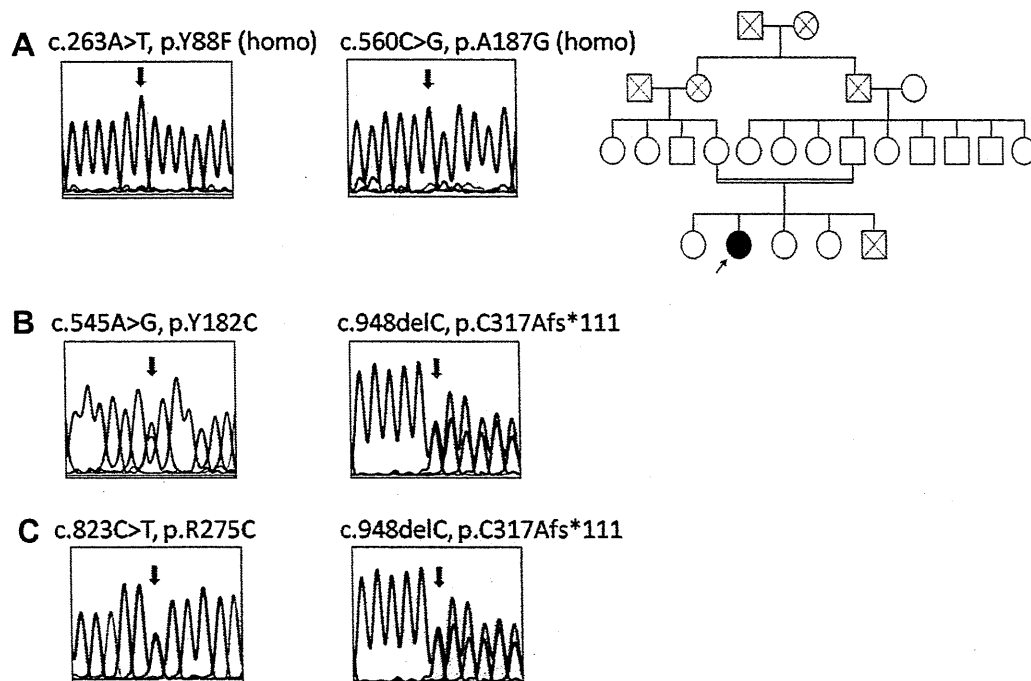 A c.263A>T, p.Y88F (homo) c.560C>G, p.A187G (homo)
B c.545A>G, p.Y182C c.948delC, p.C317Afs*111
C c.823C>T, p.R275C c.948delC, p.C317Afs*111